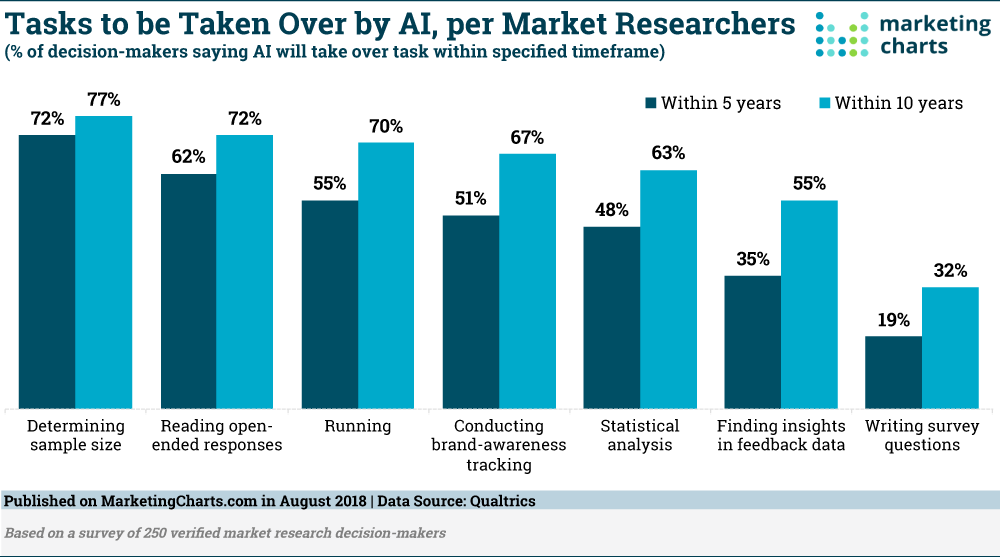 Tasks to be Taken Over by AI, per Market Researchers
(% of decision-makers saying AI will take over task within specified timeframe)
marketing
charts
Within 5 years
Within 10 years
72%
77%
62%
72%
55%
70%
51%
67%
48%
63%
35%
55%
19%
32%
Determining
sample size
Reading open-
ended responses
Running
Conducting
brand-awareness
tracking
Statistical
analysis
Finding insights
in feedback data
Writing survey
questions
Published on MarketingCharts.com in August 2018 | Data Source: Qualtrics
Based on a survey of 250 verified market research decision-makers